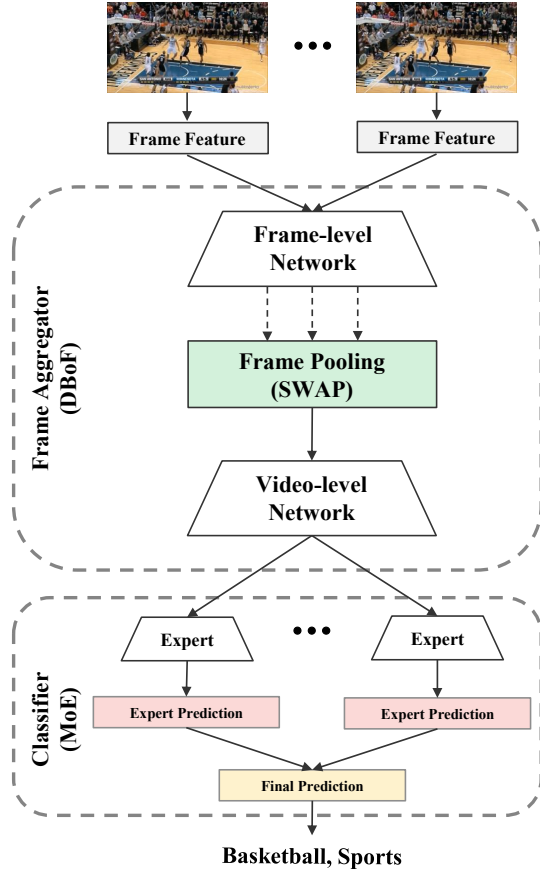 Frame Feature
Frame Feature
Frame-level
Network
Frame Pooling
(SWAP)
Video-level
Network
Frame Aggregator
(DBoF)
Expert
Expert
Expert Prediction
Expert Prediction
Final Prediction
Classifier
(MoE)
Basketball, Sports